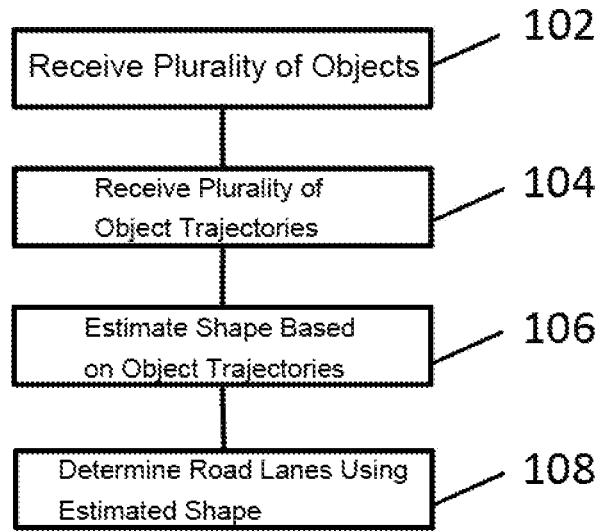 102
Receive Plurality of Objects
104
Receive Plurality of
Object Trajectories
106
Estimate Shape Based
on Object Trajectories
108
Determine Road Lanes Using
Estimated Shape